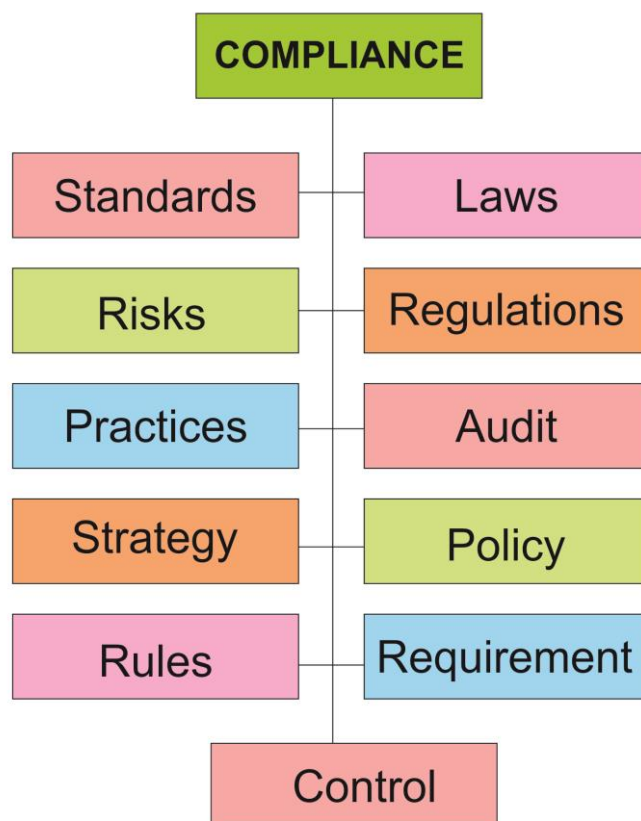 COMPLIANCE
Standards
Laws
Risks
Regulations
Practices
Audit
Strategy
Policy
Rules
Requirement
Control